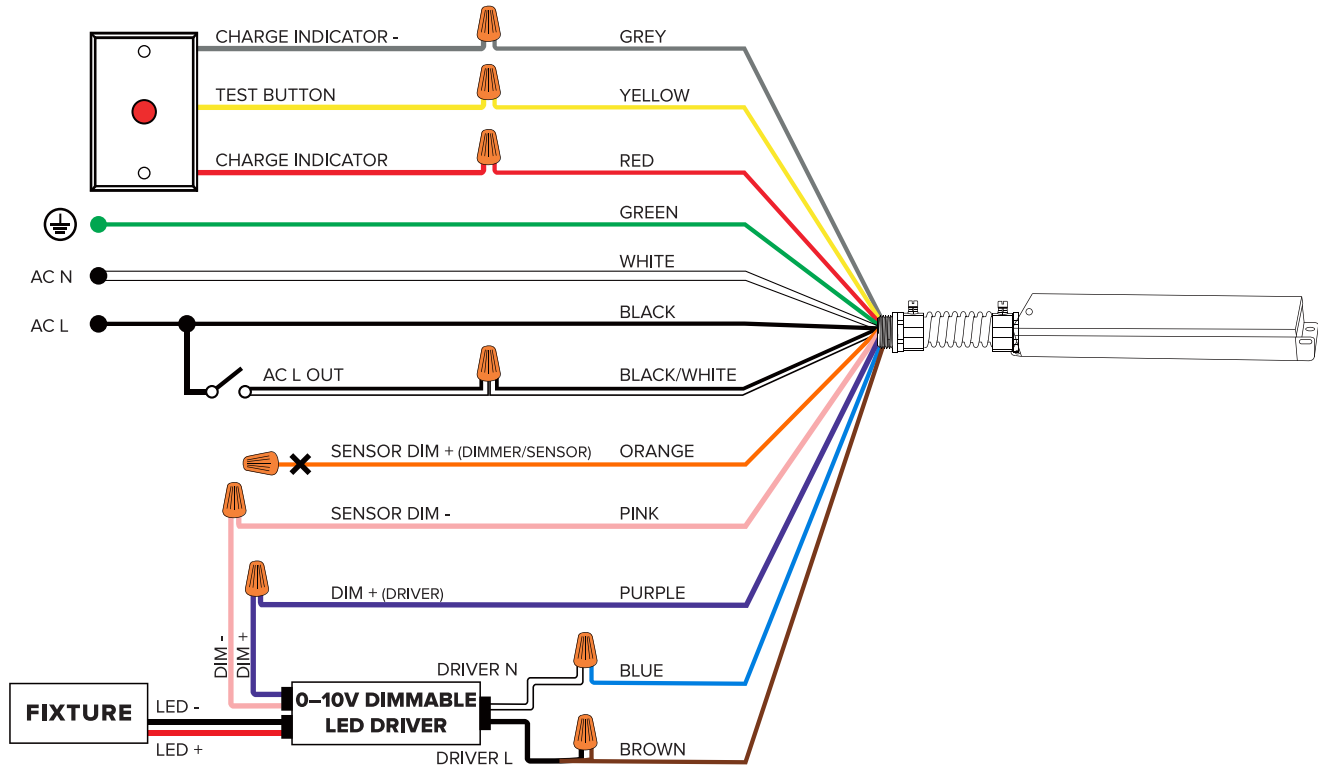 CHARGE INDICATOR - GREY
TEST BUTTON YELLOW
CHARGE INDICATOR RED
GREEN
AC N WHITE
AC L BLACK
AC L OUT BLACK/WHITE
SENSOR DIM + (DIMMER/SENSOR) ORANGE
SENSOR DIM - PINK
DIM + (DRIVER) PURPLE
DIM -
DIM +
DRIVER N BLUE
FIXTURE
LED -
LED +
0–10V DIMMABLE
LED DRIVER
DRIVER L BROWN